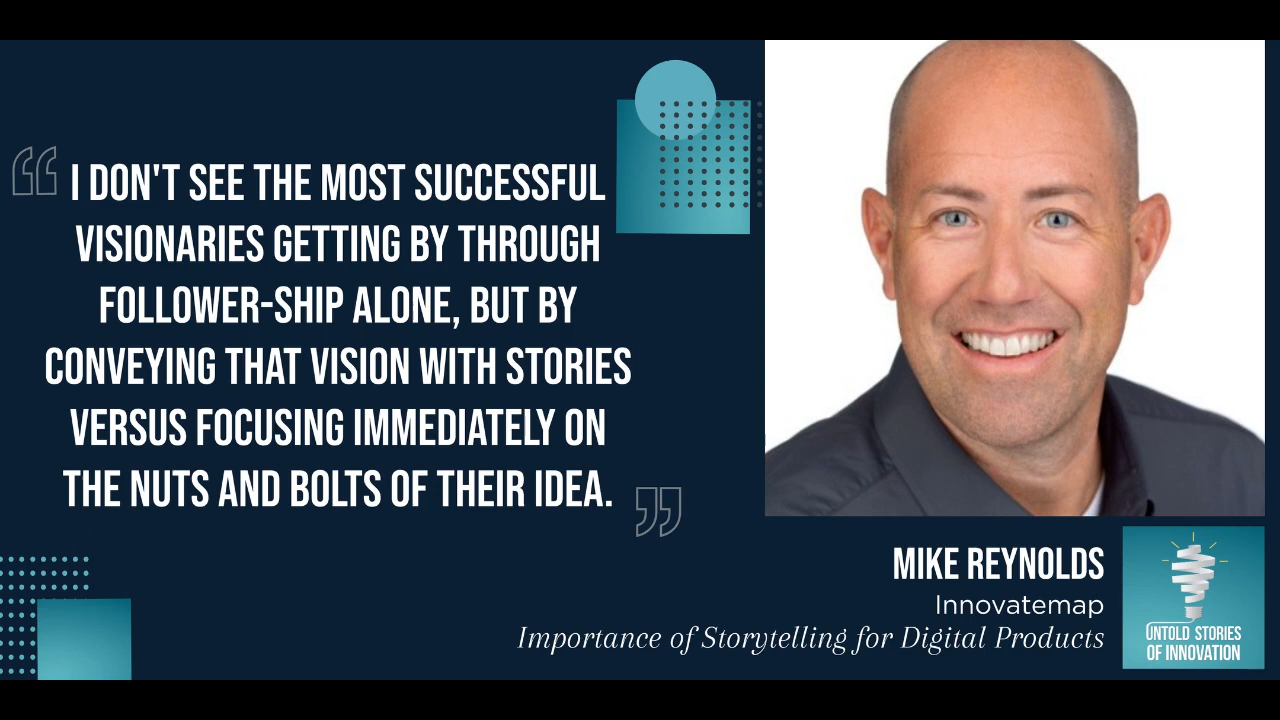 “I DON'T SEE THE MOST SUCCESSFUL
VISIONARIES GETTING BY THROUGH
FOLLOWER-SHIP ALONE, BUT BY
CONVEYING THAT VISION WITH STORIES
VERSUS FOCUSING IMMEDIATELY ON
THE NUTS AND BOLTS OF THEIR IDEA.”
MIKE REYNOLDS
Innovatemap
Importance of Storytelling for Digital Products
UNTOLD STORIES
OF INNOVATION